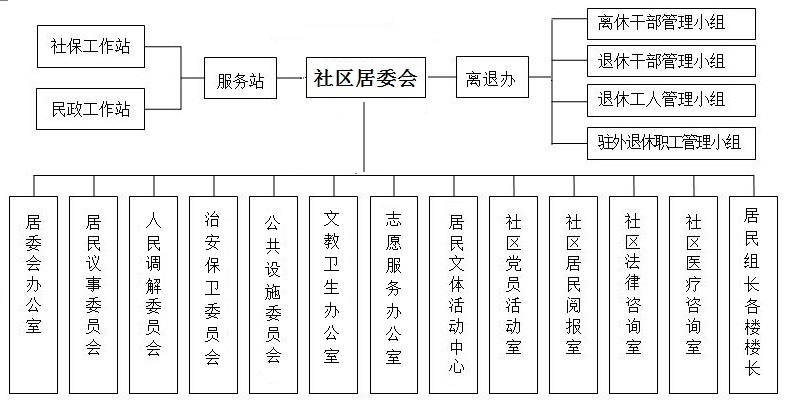 社保工作站
民政工作站
服务站
社区居委会
离退办
离休干部管理小组
退休干部管理小组
退休工人管理小组
驻外退休职工管理小组
居委会办公室
居民议事委员会
人民调解委员会
治安保卫委员会
公共设施委员会
文教卫生办公室
志愿服务办公室
居民文体活动中心
社区党员活动室
社区居民阅报室
社区法律咨询室
社区医疗咨询室
居民组长各楼楼长